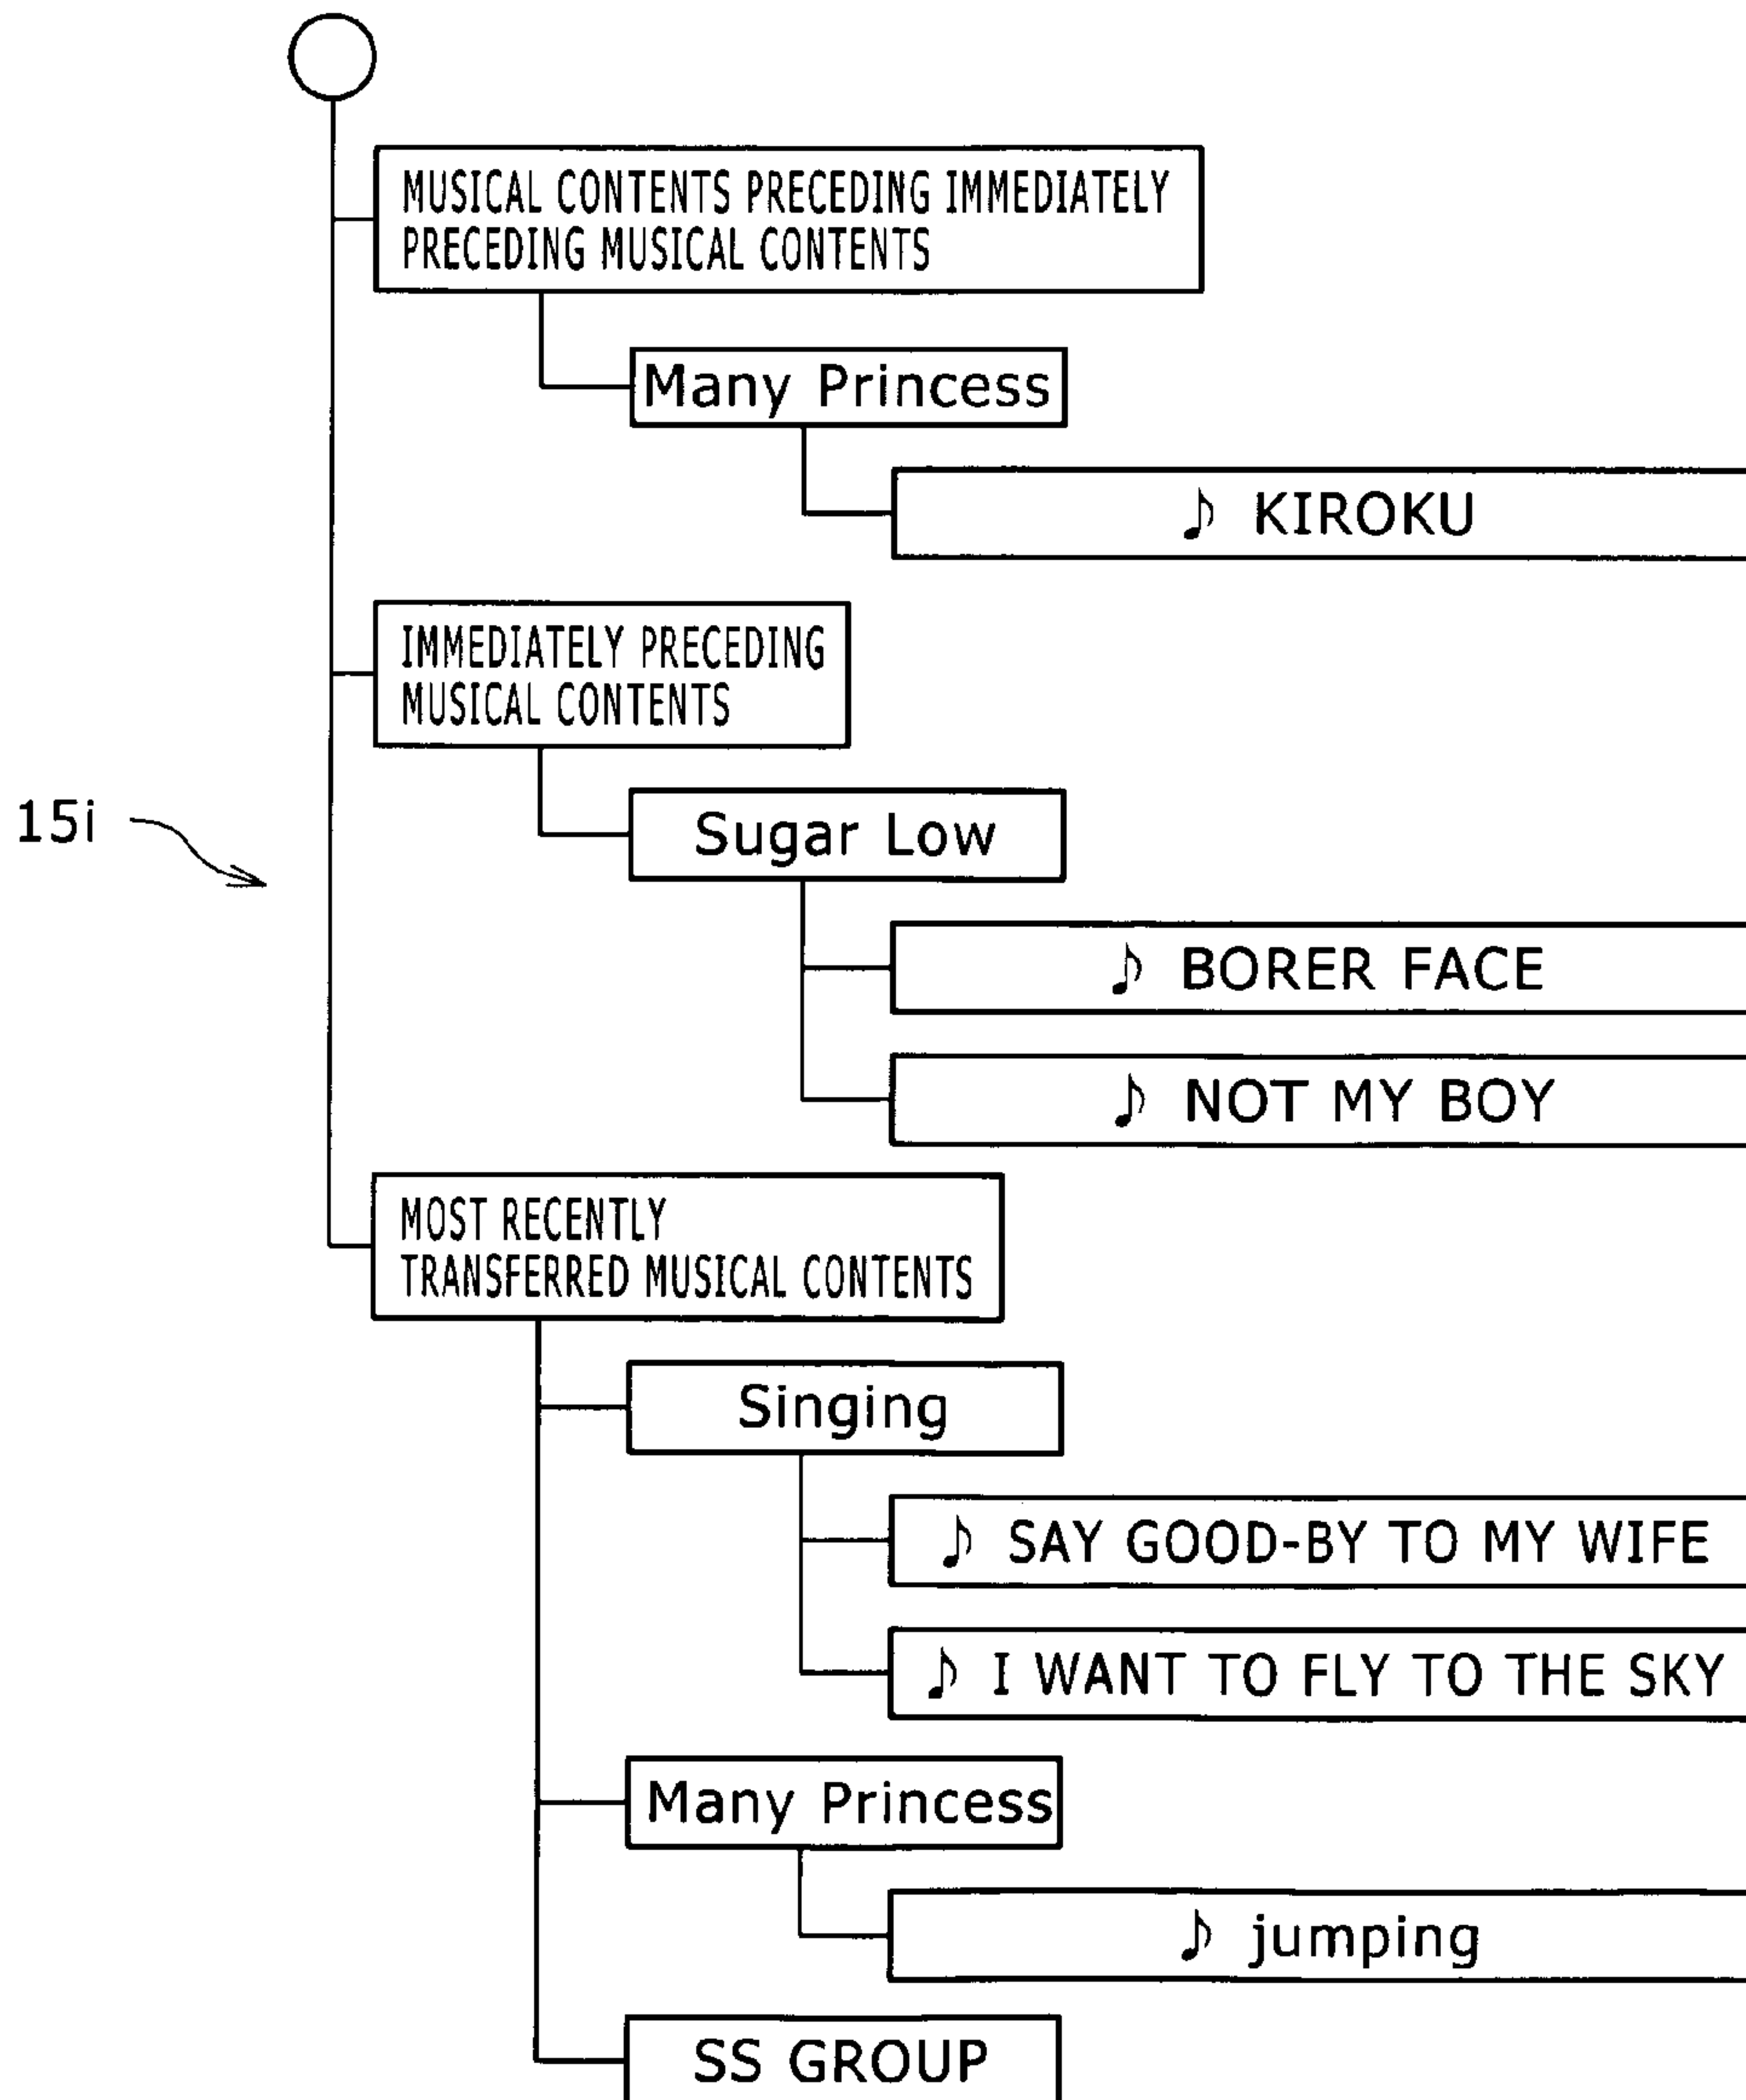 MUSICAL CONTENTS PRECEDING IMMEDIATELY
PRECEDING MUSICAL CONTENTS
Many Princess
♪ KIROKU
IMMEDIATELY PRECEDING
MUSICAL CONTENTS
15i
Sugar Low
♪ BORER FACE
♪ NOT MY BOY
MOST RECENTLY
TRANSFERRED MUSICAL CONTENTS
Singing
♪ SAY GOOD-BY TO MY WIFE
♪ I WANT TO FLY TO THE SKY
Many Princess
♪ jumping
SS GROUP